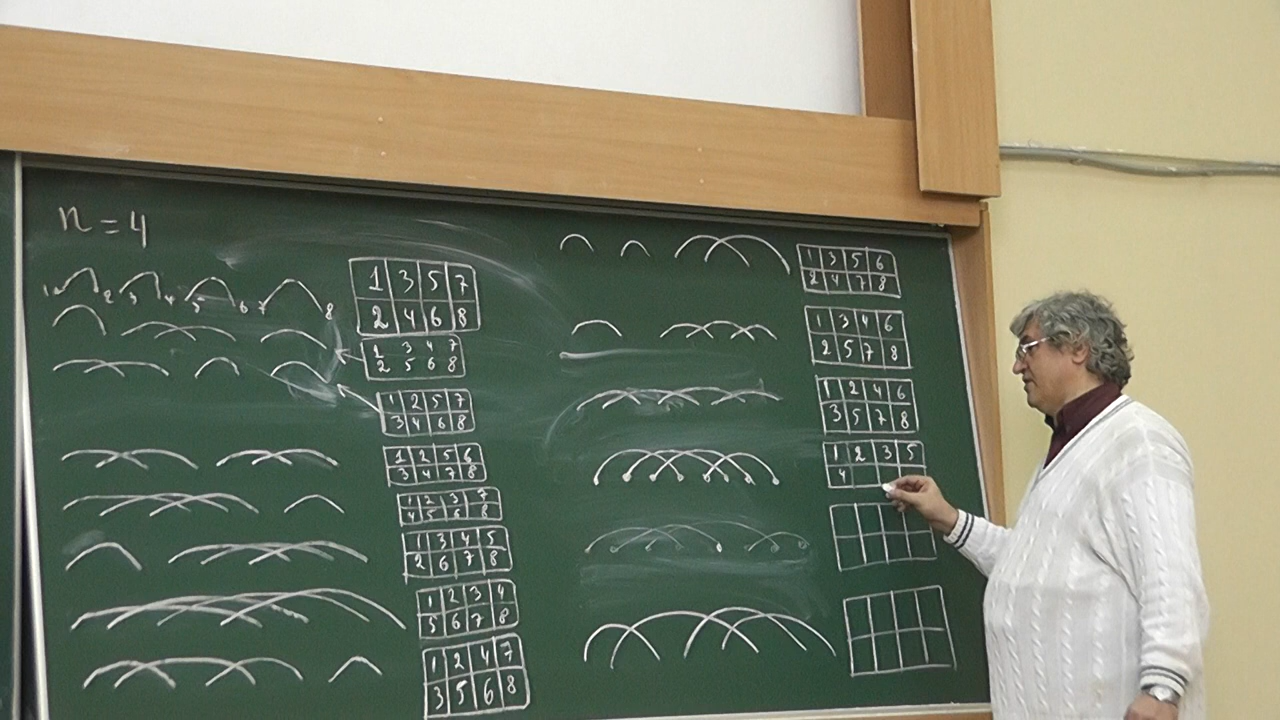 n = 4
1 2 3 4 5 6 7 8
1 3 5 7
2 4 6 8
1 3 4 7
2 5 6 8
1 2 5 7
3 4 6 8
1 2 5 6
3 4 7 8
1 2 3 7
4 5 6 8
1 3 4 5
2 6 7 8
1 2 3 4
5 6 7 8
1 2 4 7
3 5 6 8
1 3 5 6
2 4 7 8
1 3 4 6
2 5 7 8
1 2 4 6
3 5 7 8
1 2 3 5
4